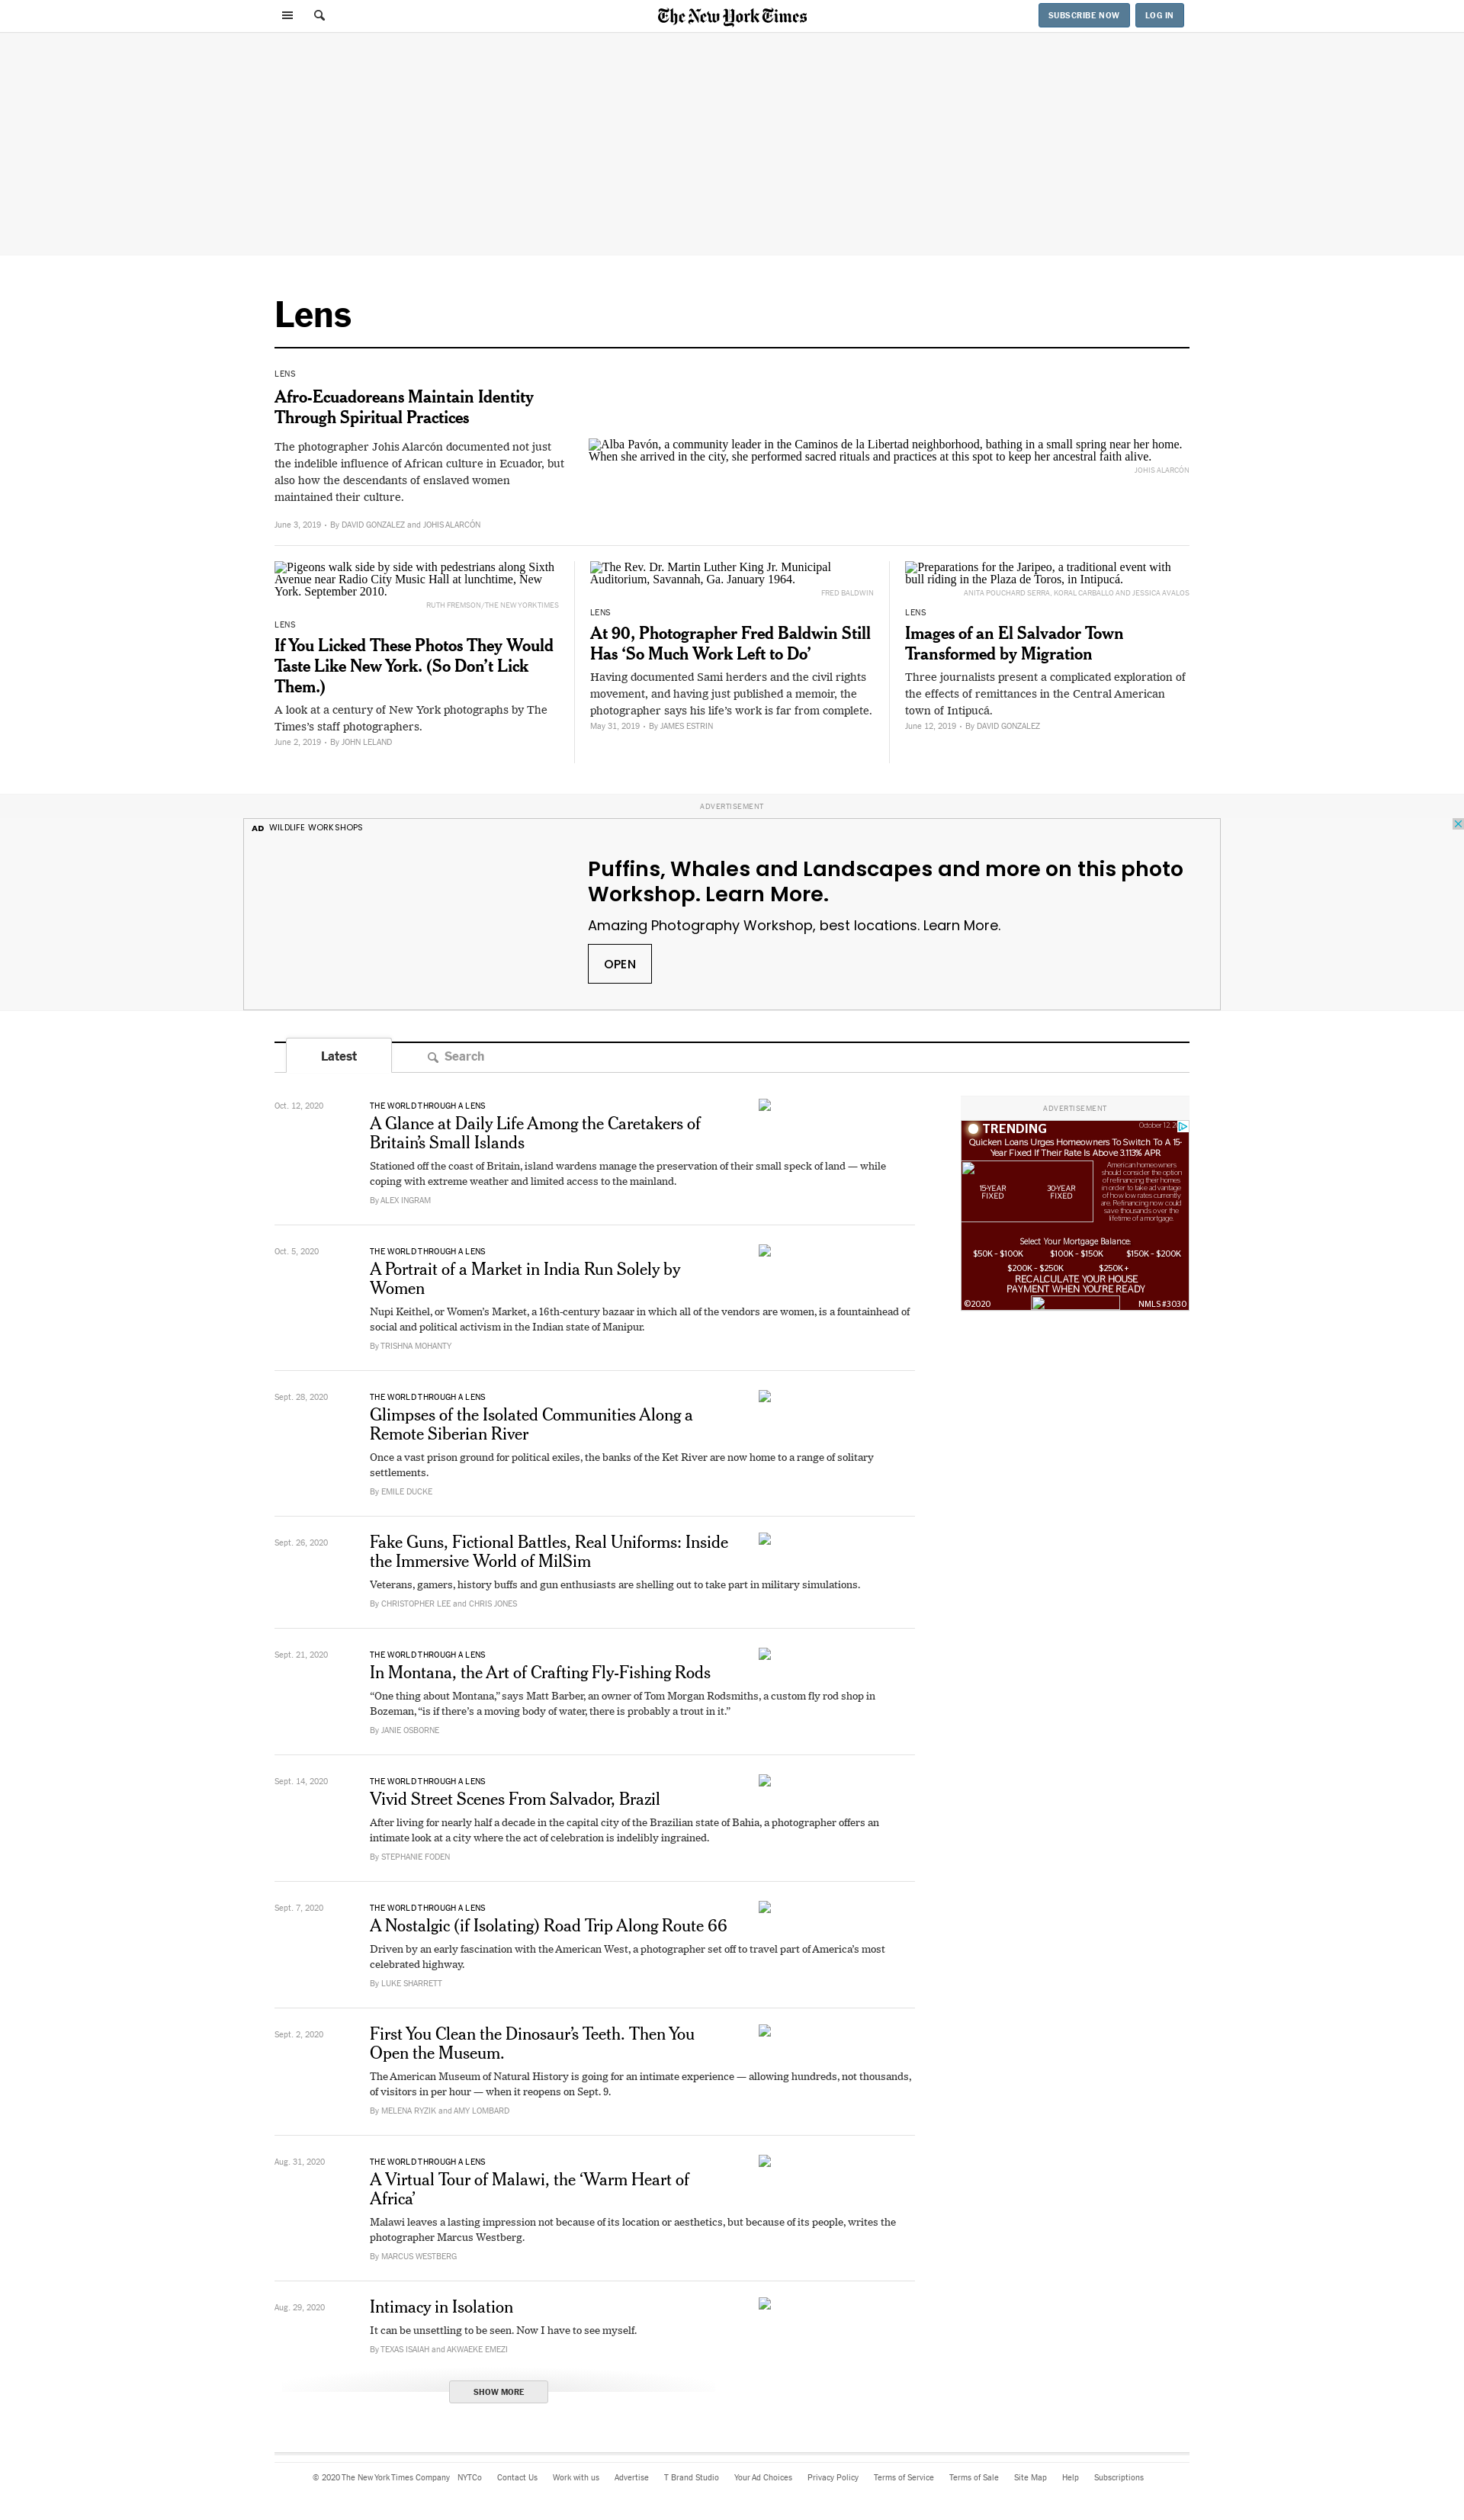 The New York Times
SUBSCRIBE NOW
LOG IN
Lens
LENS
Afro-Ecuadoreans Maintain Identity
Through Spiritual Practices
The photographer Johis Alarcón documented not just
the indelible influence of African culture in Ecuador, but
also how the descendants of enslaved women
maintained their culture.
June 3, 2019 • By DAVID GONZALEZ and JOHIS ALARCÓN
Alba Pavón, a community leader in the Caminos de la Libertad neighborhood, bathing in a small spring near her home.
When she arrived in the city, she performed sacred rituals and practices at this spot to keep her ancestral faith alive.
JOHIS ALARCÓN
Pigeons walk side by side with pedestrians along Sixth
Avenue near Radio City Music Hall at lunchtime, New
York. September 2010.
RUTH FREMSON/THE NEW YORK TIMES
LENS
If You Licked These Photos They Would
Taste Like New York. (So Don’t Lick
Them.)
A look at a century of New York photographs by The
Times’s staff photographers.
June 2, 2019 • By JOHN LELAND
The Rev. Dr. Martin Luther King Jr. Municipal
Auditorium, Savannah, Ga. January 1964.
FRED BALDWIN
LENS
At 90, Photographer Fred Baldwin Still
Has ‘So Much Work Left to Do’
Having documented Sami herders and the civil rights
movement, and having just published a memoir, the
photographer says his life’s work is far from complete.
May 31, 2019 • By JAMES ESTRIN
Preparations for the Jaripeo, a traditional event with
bull riding in the Plaza de Toros, in Intipucá.
ANITA POUCHARD SERRA, KORAL CARBALLO AND JESSICA AVALOS
LENS
Images of an El Salvador Town
Transformed by Migration
Three journalists present a complicated exploration of
the effects of remittances in the Central American
town of Intipucá.
June 12, 2019 • By DAVID GONZALEZ
ADVERTISEMENT
AD WILDLIFE WORKSHOPS
Puffins, Whales and Landscapes and more on this photo
Workshop. Learn More.
Amazing Photography Workshop, best locations. Learn More.
OPEN
Latest
Search
Oct. 12, 2020
THE WORLD THROUGH A LENS
A Glance at Daily Life Among the Caretakers of
Britain’s Small Islands
Stationed off the coast of Britain, island wardens manage the preservation of their small speck of land — while
coping with extreme weather and limited access to the mainland.
By ALEX INGRAM
Oct. 5, 2020
THE WORLD THROUGH A LENS
A Portrait of a Market in India Run Solely by
Women
Nupi Keithel, or Women’s Market, a 16th-century bazaar in which all of the vendors are women, is a fountainhead of
social and political activism in the Indian state of Manipur.
By TRISHNA MOHANTY
Sept. 28, 2020
THE WORLD THROUGH A LENS
Glimpses of the Isolated Communities Along a
Remote Siberian River
Once a vast prison ground for political exiles, the banks of the Ket River are now home to a range of solitary
settlements.
By EMILE DUCKE
Sept. 26, 2020
Fake Guns, Fictional Battles, Real Uniforms: Inside
the Immersive World of MilSim
Veterans, gamers, history buffs and gun enthusiasts are shelling out to take part in military simulations.
By CHRISTOPHER LEE and CHRIS JONES
Sept. 21, 2020
THE WORLD THROUGH A LENS
In Montana, the Art of Crafting Fly-Fishing Rods
“One thing about Montana,” says Matt Barber, an owner of Tom Morgan Rodsmiths, a custom fly rod shop in
Bozeman, “is if there’s a moving body of water, there is probably a trout in it.”
By JANIE OSBORNE
Sept. 14, 2020
THE WORLD THROUGH A LENS
Vivid Street Scenes From Salvador, Brazil
After living for nearly half a decade in the capital city of the Brazilian state of Bahia, a photographer offers an
intimate look at a city where the act of celebration is indelibly ingrained.
By STEPHANIE FODEN
Sept. 7, 2020
THE WORLD THROUGH A LENS
A Nostalgic (if Isolating) Road Trip Along Route 66
Driven by an early fascination with the American West, a photographer set off to travel part of America’s most
celebrated highway.
By LUKE SHARRETT
Sept. 2, 2020
First You Clean the Dinosaur’s Teeth. Then You
Open the Museum.
The American Museum of Natural History is going for an intimate experience — allowing hundreds, not thousands,
of visitors in per hour — when it reopens on Sept. 9.
By MELENA RYZIK and AMY LOMBARD
Aug. 31, 2020
THE WORLD THROUGH A LENS
A Virtual Tour of Malawi, the ‘Warm Heart of
Africa’
Malawi leaves a lasting impression not because of its location or aesthetics, but because of its people, writes the
photographer Marcus Westberg.
By MARCUS WESTBERG
Aug. 29, 2020
Intimacy in Isolation
It can be unsettling to be seen. Now I have to see myself.
By TEXAS ISAIAH and AKWAEKE EMEZI
SHOW MORE
ADVERTISEMENT
TRENDING
October 12, 2
Quicken Loans Urges Homeowners To Switch To A 15-
Year Fixed If Their Rate Is Above 3.113% APR
15-YEAR
FIXED
30-YEAR
FIXED
American homeowners
should consider the option
of refinancing their homes
in order to take advantage
of how low rates currently
are. Refinancing now could
save thousands over the
lifetime of a mortgage.
Select Your Mortgage Balance:
$50K - $100K $100K - $150K $150K - $200K
$200K - $250K $250K +
RECALCULATE YOUR HOUSE
PAYMENT WHEN YOU'RE READY
©2020
NMLS #3030
© 2020 The New York Times Company NYTCo Contact Us Work with us Advertise T Brand Studio Your Ad Choices Privacy Policy Terms of Service Terms of Sale Site Map Help Subscriptions